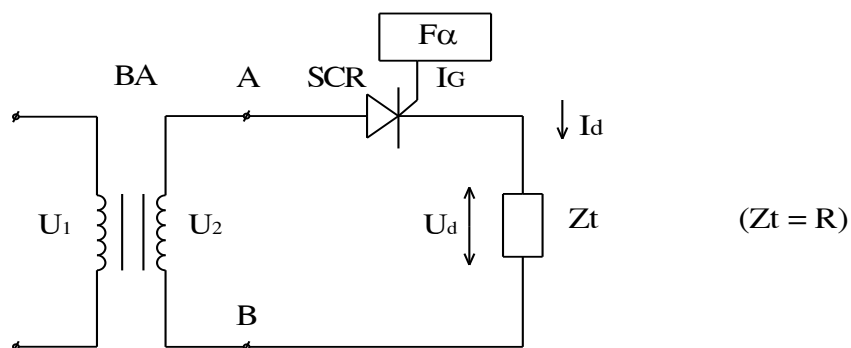 Fα
BA A SCR IG
Id
U1 U2 Ud Zt (Zt = R)
B